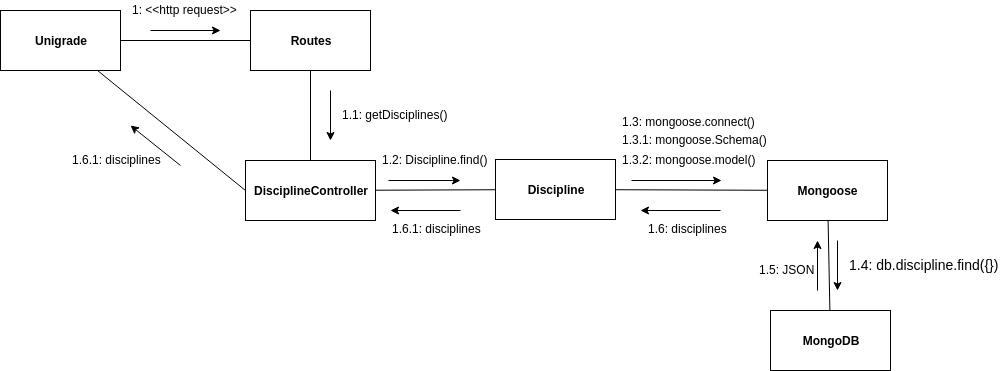 1: <<http request>>
Unigrade
Routes
1.1: getDisciplines()
1.6.1: disciplines
DisciplineController
1.2: Discipline.find()
1.6.1: disciplines
Discipline
1.3: mongoose.connect()
1.3.1: mongoose.Schema()
1.3.2: mongoose.model()
1.6: disciplines
Mongoose
1.5: JSON
1.4: db.discipline.find({})
MongoDB